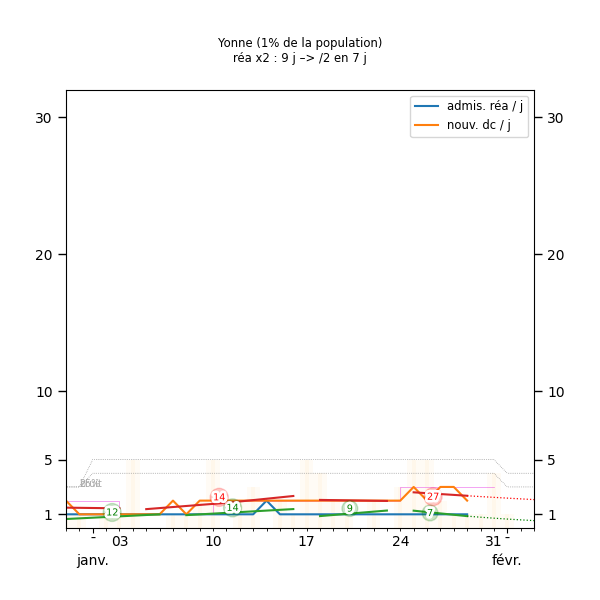 Yonne (1% de la population)
réa x2 : 9 j –> /2 en 7 j
admis. réa / j
nouv. dc / j
30 30
20 20
10 10
5 5
1 1
14 27
12 14 9 7
- 03 10 17 24 31 -
janv. févr.